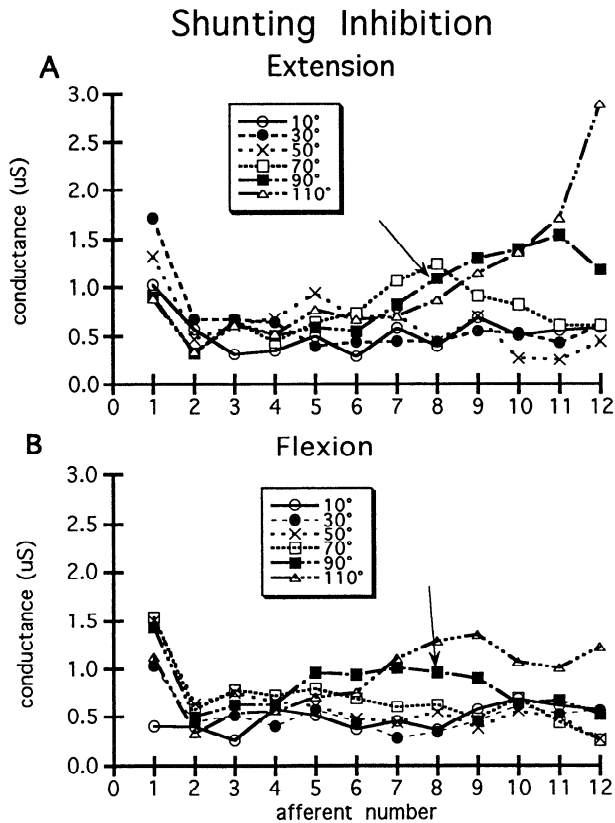 Shunting Inhibition
A
Extension
3.0
2.5
2.0
1.5
1.0
0.5
0.0
conductance (uS)
10°
30°
50°
70°
90°
110°
0 1 2 3 4 5 6 7 8 9 10 11 12
B
Flexion
3.0
2.5
2.0
1.5
1.0
0.5
0.0
conductance (uS)
10°
30°
50°
70°
90°
110°
0 1 2 3 4 5 6 7 8 9 10 11 12
afferent number